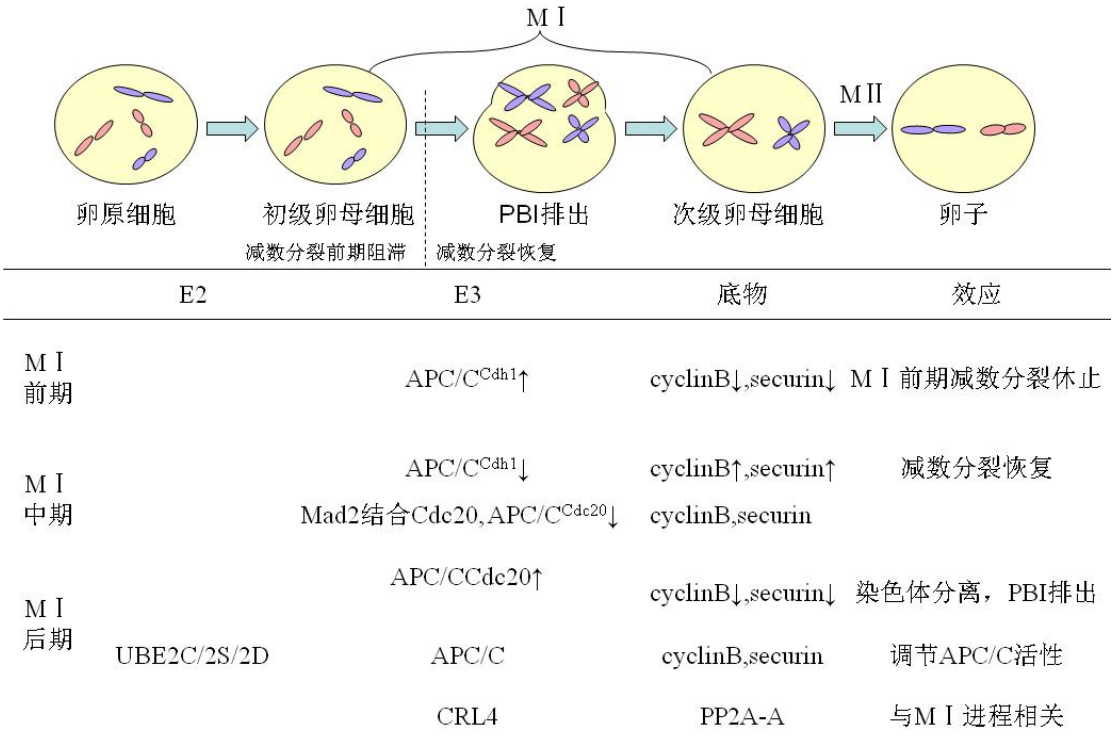 MⅠ
MⅡ
卵原细胞
初级卵母细胞
PBI排出
次级卵母细胞
卵子
减数分裂前期阻滞
减数分裂恢复
E2 E3 底物 效应
MⅠ
前期
APC/C^Cdh1↑ cyclinB↓,securin↓ MⅠ前期减数分裂休止
MⅠ
中期
APC/C^Cdh1↓ cyclinB↑,securin↑ 减数分裂恢复
Mad2结合Cdc20,APC/C^Cdc20↓ cyclinB,securin
MⅠ
后期
APC/CCdc20↑ cyclinB↓,securin↓ 染色体分离，PBI排出
UBE2C/2S/2D APC/C cyclinB,securin 调节APC/C活性
CRL4 PP2A-A 与MⅠ进程相关